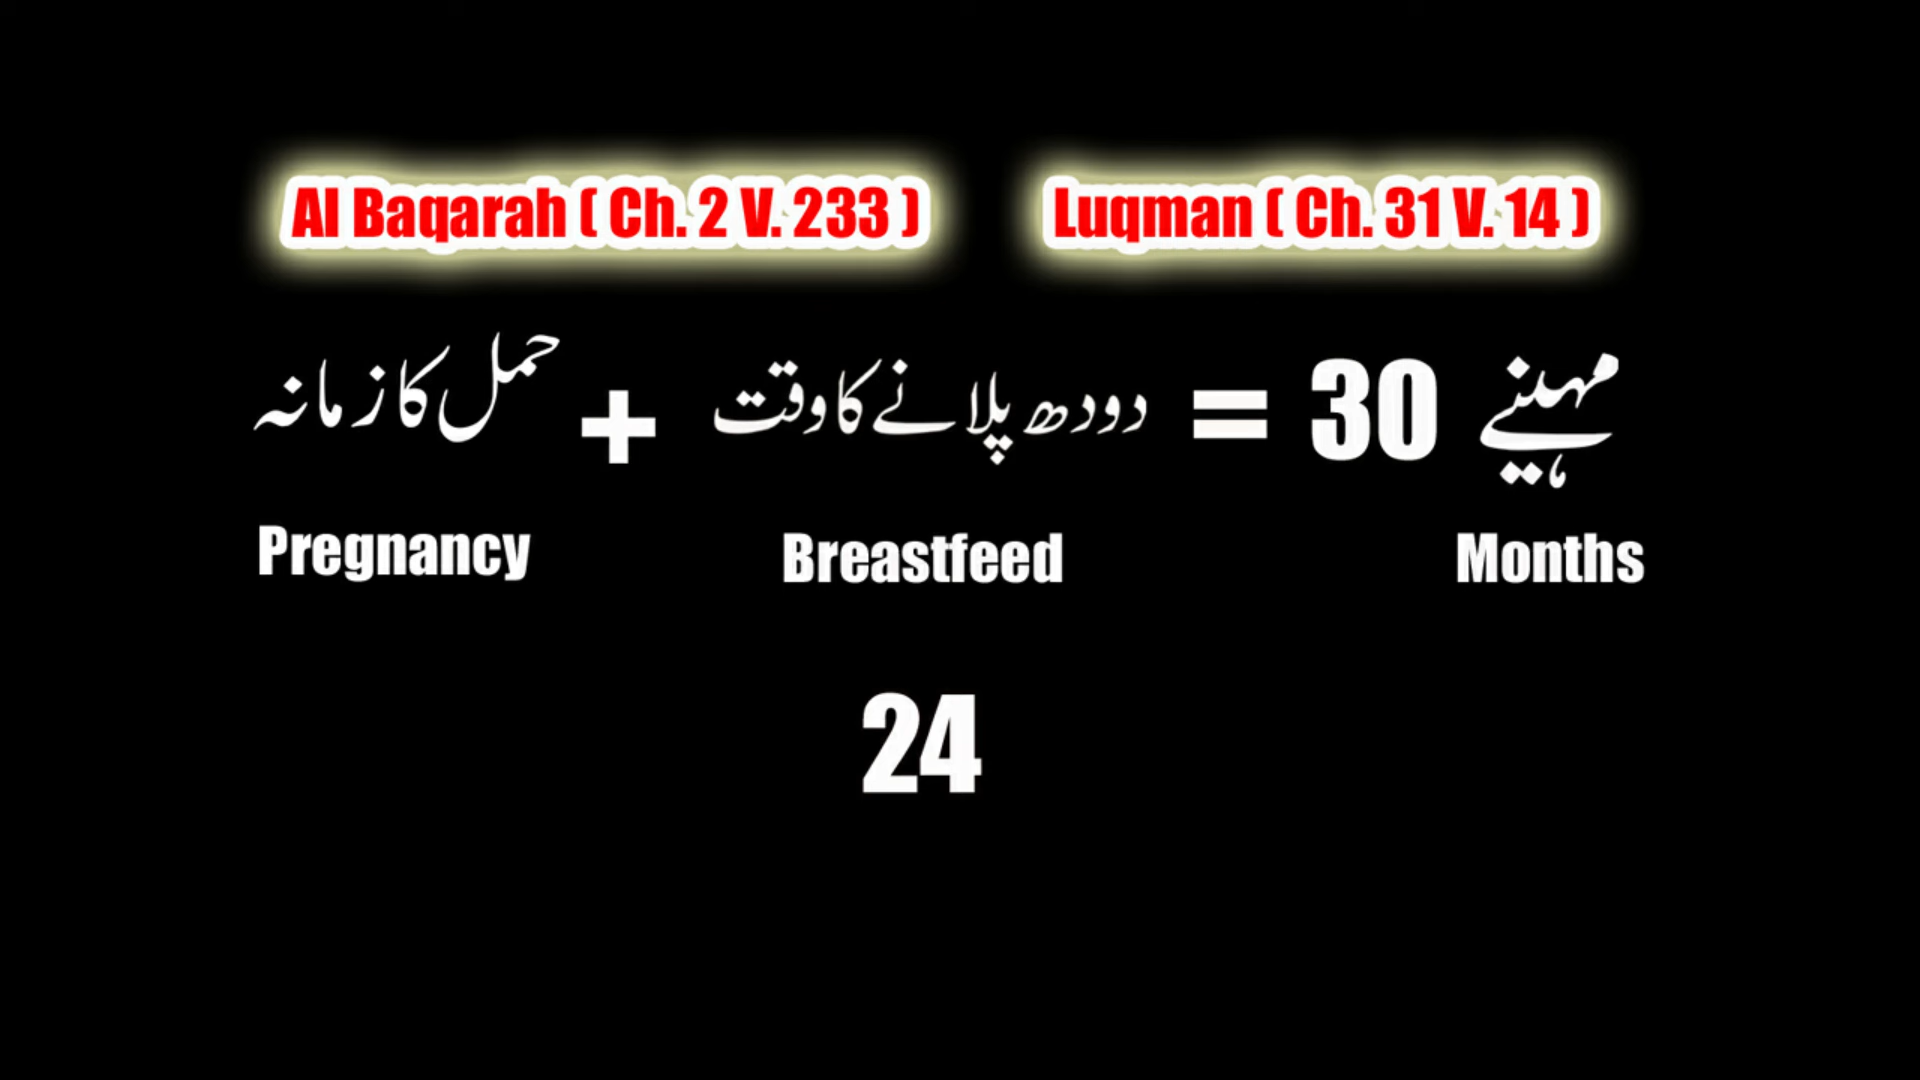 Al Baqarah ( Ch. 2 V. 233 ) Luqman ( Ch. 31 V. 14 )
حمل کا زمانہ + دودھ پلانے کا وقت = 30 مہینے
Pregnancy Breastfeed Months
24